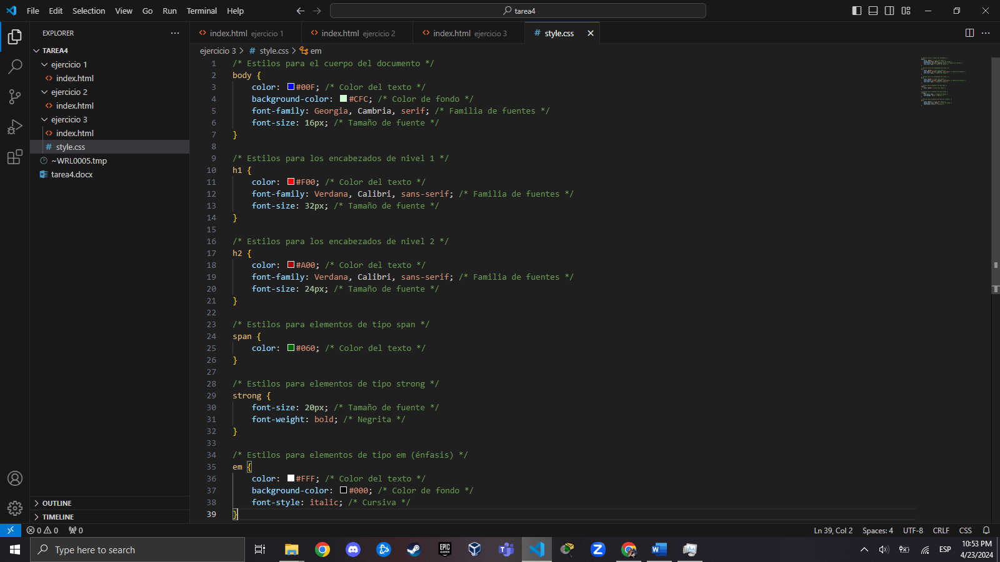 File Edit Selection View Go Run Terminal Help
tarea4
EXPLORER
index.html ejercicio 1
index.html ejercicio 2
index.html ejercicio 3
# style.css
TAREA4
ejercicio 1
index.html
ejercicio 2
index.html
ejercicio 3
index.html
# style.css
~WRL0005.tmp
tarea4.docx
OUTLINE
TIMELINE
ejercicio 3 > # style.css > em
1 /* Estilos para el cuerpo del documento */
2 body {
3 color: #00F; /* Color del texto */
4 background-color: #CFC; /* Color de fondo */
5 font-family: Georgia, Cambria, serif; /* Familia de fuentes */
6 font-size: 16px; /* Tamaño de fuente */
7 }
8
9 /* Estilos para los encabezados de nivel 1 */
10 h1 {
11 color: #F00; /* Color del texto */
12 font-family: Verdana, Calibri, sans-serif; /* Familia de fuentes */
13 font-size: 32px; /* Tamaño de fuente */
14 }
15
16 /* Estilos para los encabezados de nivel 2 */
17 h2 {
18 color: #A00; /* Color del texto */
19 font-family: Verdana, Calibri, sans-serif; /* Familia de fuentes */
20 font-size: 24px; /* Tamaño de fuente */
21 }
22
23 /* Estilos para elementos de tipo span */
24 span {
25 color: #060; /* Color del texto */
26 }
27
28 /* Estilos para elementos de tipo strong */
29 strong {
30 font-size: 20px; /* Tamaño de fuente */
31 font-weight: bold; /* Negrita */
32 }
33
34 /* Estilos para elementos de tipo em (énfasis) */
35 em {
36 color: #FFF; /* Color del texto */
37 background-color: #000; /* Color de fondo */
38 font-style: italic; /* Cursiva */
39 }
0 0 0
Ln 39, Col 2 Spaces: 4 UTF-8 CRLF CSS
Type here to search
EPIC GAMES
ESP
10:53 PM
4/23/2024